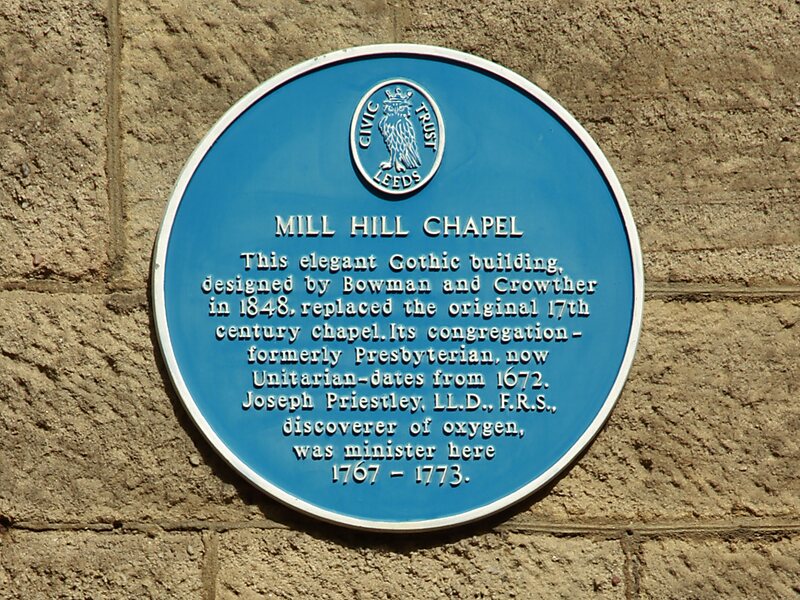 CIVIC TRUST
LEEDS
MILL HILL CHAPEL
This elegant Gothic building,
designed by Bowman and Crowther
in 1848, replaced the original 17th
century chapel. Its congregation -
formerly Presbyterian, now
Unitarian - dates from 1672.
Joseph Priestley, LL.D., F.R.S.,
discoverer of oxygen,
was minister here
1767 - 1773.